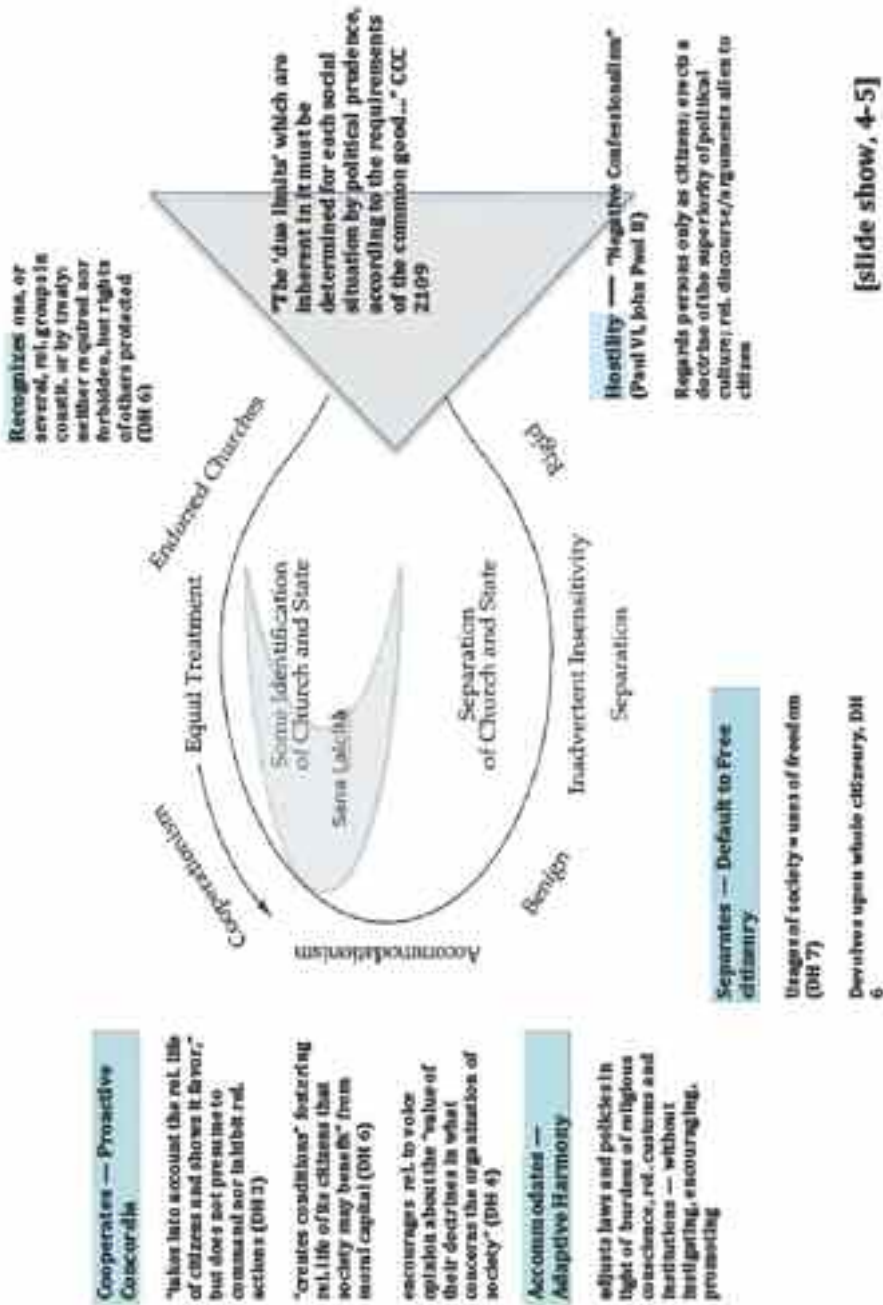 Cooperates — Proactive
Concordia
"takes into account the rel. life
of citizens and shows it favor,"
but does not presume to
command nor inhibit rel.
actions (DH 3)
"creates conditions" fostering
rel. life of its citizens that
society may benefit" from
moral capital (DH 6)
encourages rel. to voice
opinion about the "value of
their doctrines in what
concerns the organization of
society" (DH 4)
Accommodates —
Adaptive Harmony
adjusts laws and policies in
light of burdens of religious
conscience, rel. customs and
institutions — without
instigating, encouraging,
promoting
Recognizes one, or
several, rel. groups in
constit. or by treaty:
neither required nor
forbidden, but rights
of others protected
(DH 6)
Cooperationism
Equal Treatment
Endorsed Churches
Accommodationism
Some Identification
of Church and State
Sana Laicità
Separation
of Church and State
Benign
Inadvertent Insensitivity
Rigid
Separation
"The 'due limits' which are
inherent in it must be
determined for each social
situation by political prudence,
according to the requirements
of the common good..." CCC
2109
Separates — Default to Free
citizenry
Usages of society = uses of freedom
(DH 7)
Devolves upon whole citizenry, DH
6
Hostility — "Negative Confessionalism"
(Paul VI, John Paul II)
Regards persons only as citizens; erects a
doctrine of the superiority of political
culture; rel. discourse/arguments alien to
citizen
[slide show, 4-5]